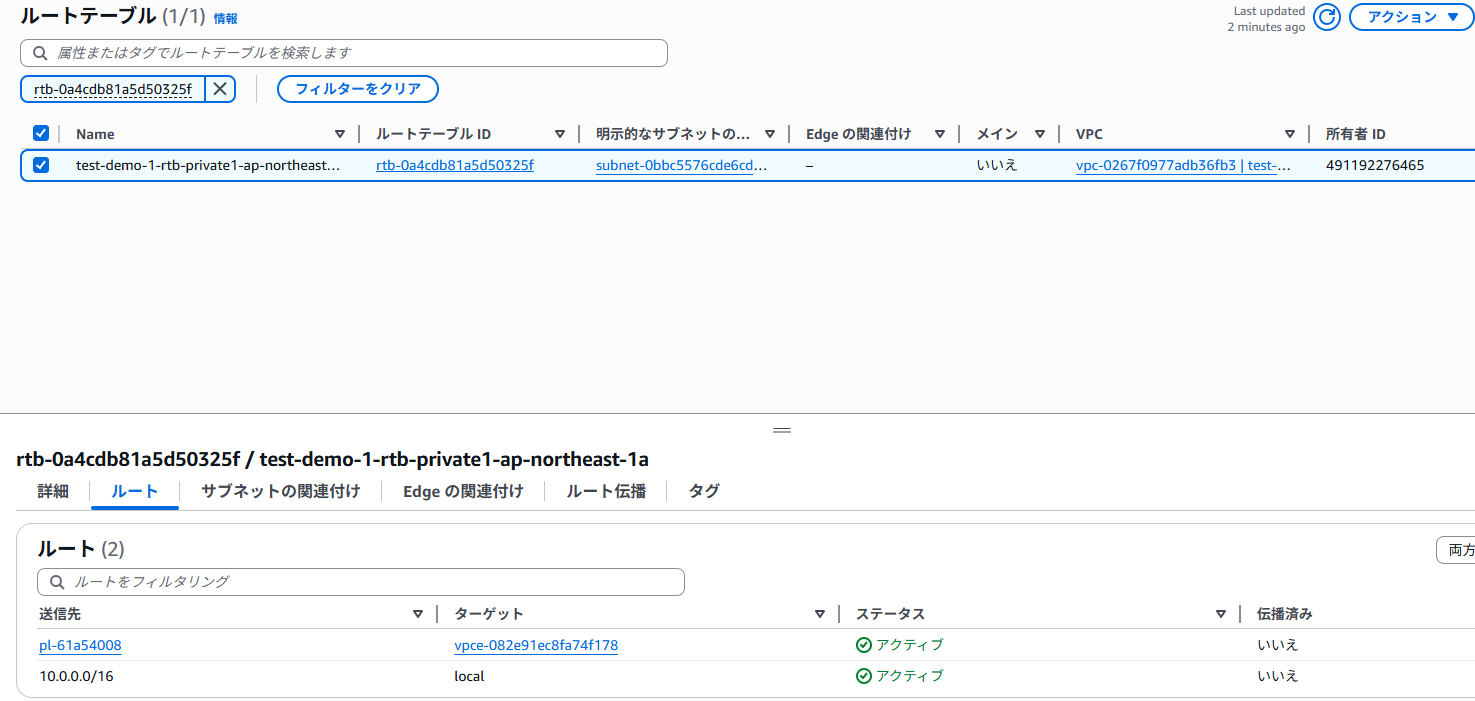 ルートテーブル (1/1) 情報
Last updated
2 minutes ago
アクション
属性またはタグでルートテーブルを検索します
rtb-0a4cdb81a5d50325f
フィルターをクリア
Name ルートテーブル ID 明示的なサブネットの... Edge の関連付け メイン VPC 所有者 ID
test-demo-1-rtb-private1-ap-northeast... rtb-0a4cdb81a5d50325f subnet-0bbc5576cde6cd... – いいえ vpc-0267f0977adb36fb3 | test-... 491192276465
rtb-0a4cdb81a5d50325f / test-demo-1-rtb-private1-ap-northeast-1a
詳細 ルート サブネットの関連付け Edge の関連付け ルート伝播 タグ
ルート (2)
両方
ルートをフィルタリング
送信先 ターゲット ステータス 伝播済み
pl-61a54008 vpce-082e91ec8fa74f178 アクティブ いいえ
10.0.0.0/16 local アクティブ いいえ